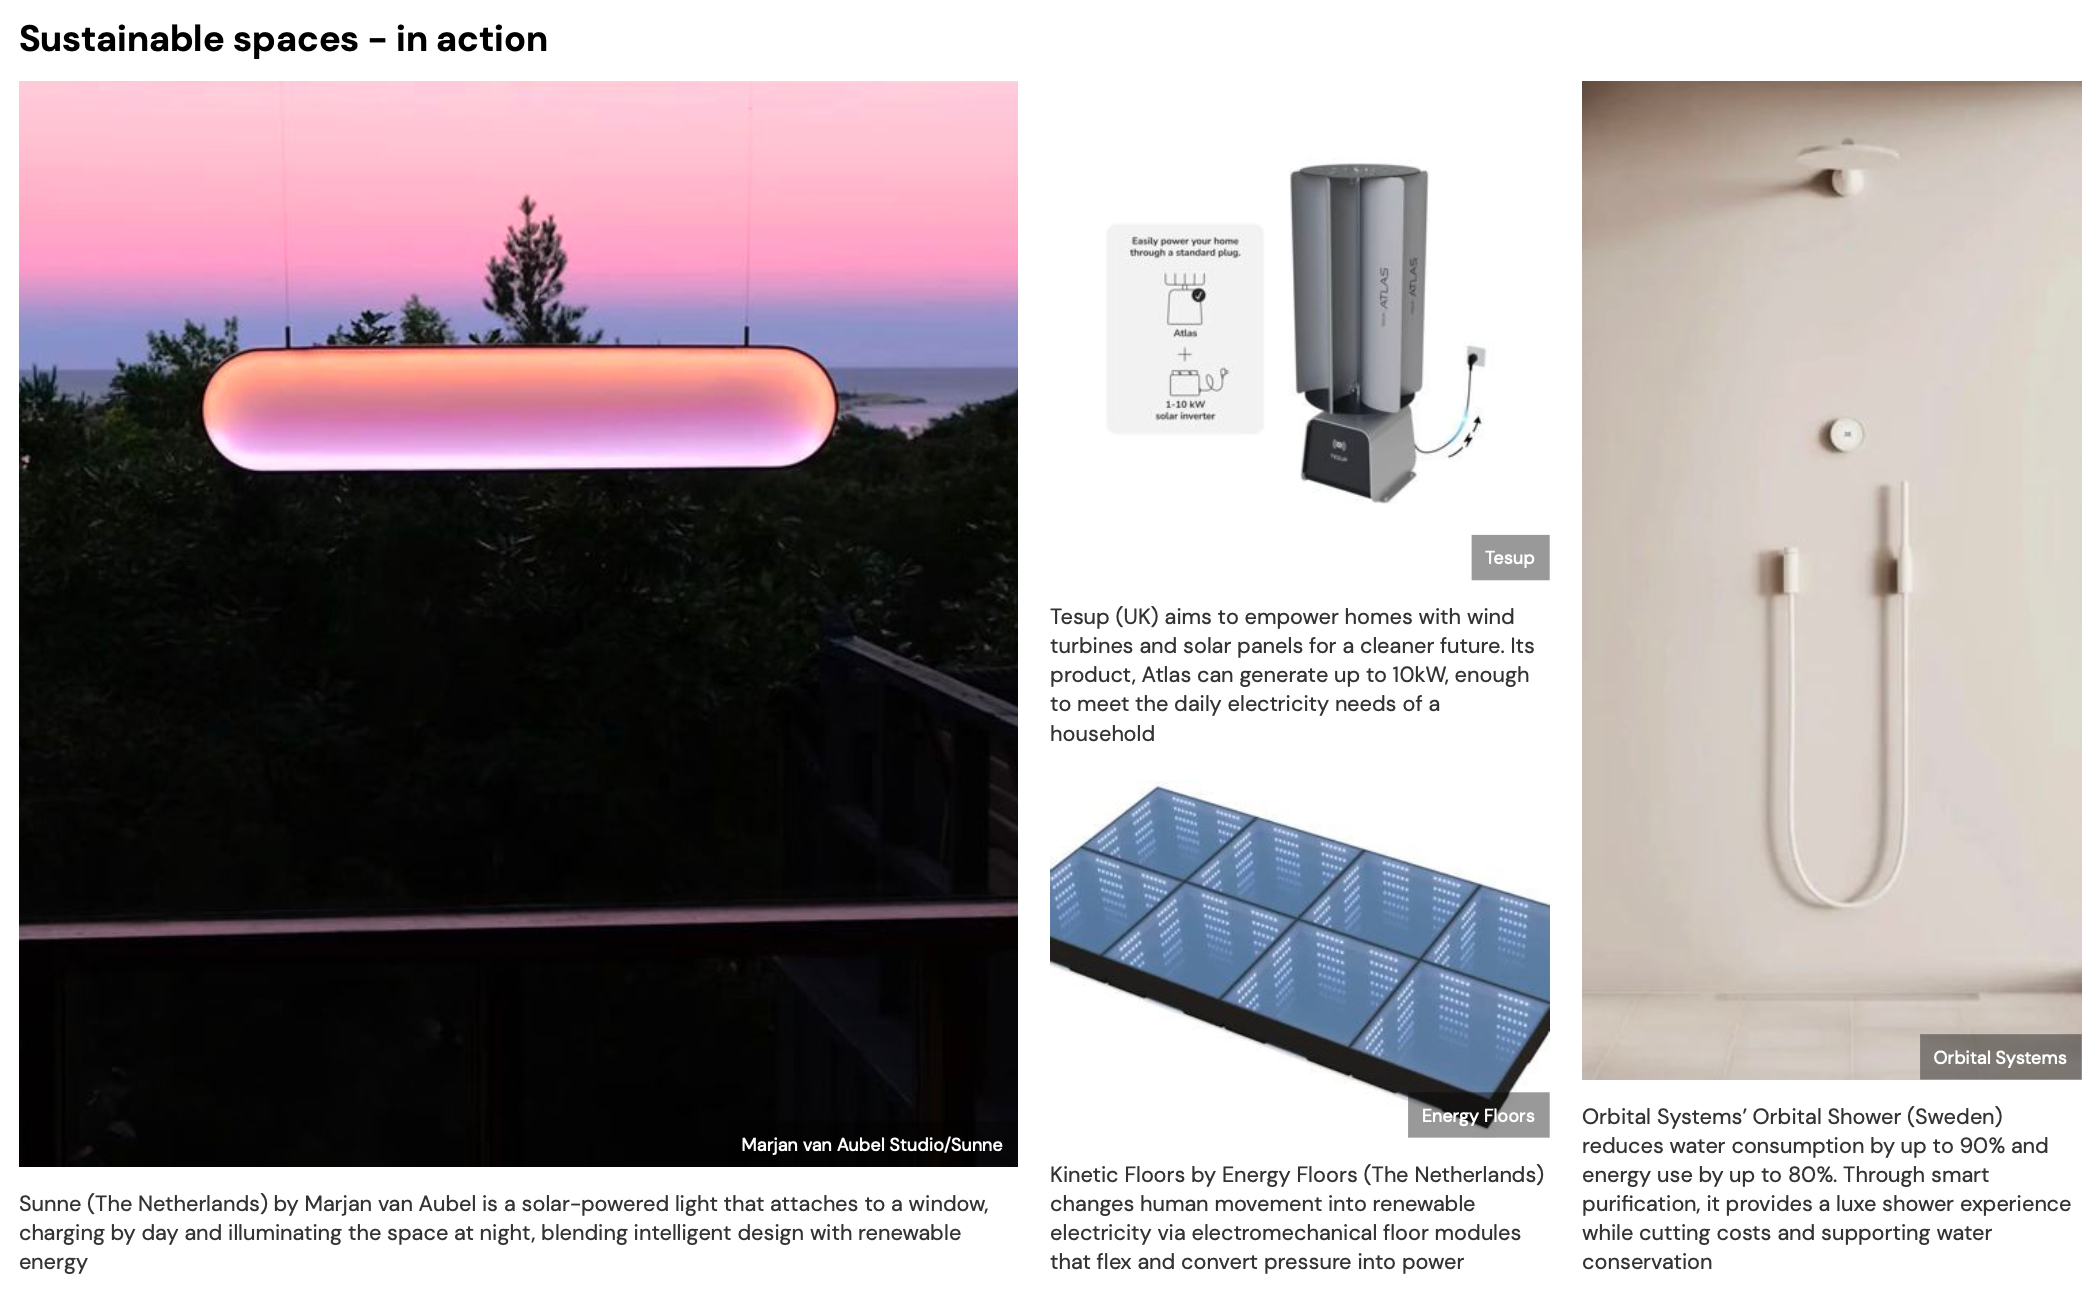 Sustainable spaces – in action
Marjan van Aubel Studio/Sunne
Sunne (The Netherlands) by Marjan van Aubel is a solar-powered light that attaches to a window,
charging by day and illuminating the space at night, blending intelligent design with renewable
energy
Easily power your home
through a standard plug.
Atlas
1-10 kW
solar inverter
ATLAS
ATLAS
TESUP
Tesup
Tesup (UK) aims to empower homes with wind
turbines and solar panels for a cleaner future. Its
product, Atlas can generate up to 10kW, enough
to meet the daily electricity needs of a
household
Energy Floors
Kinetic Floors by Energy Floors (The Netherlands)
changes human movement into renewable
electricity via electromechanical floor modules
that flex and convert pressure into power
Orbital Systems
Orbital Systems’ Orbital Shower (Sweden)
reduces water consumption by up to 90% and
energy use by up to 80%. Through smart
purification, it provides a luxe shower experience
while cutting costs and supporting water
conservation